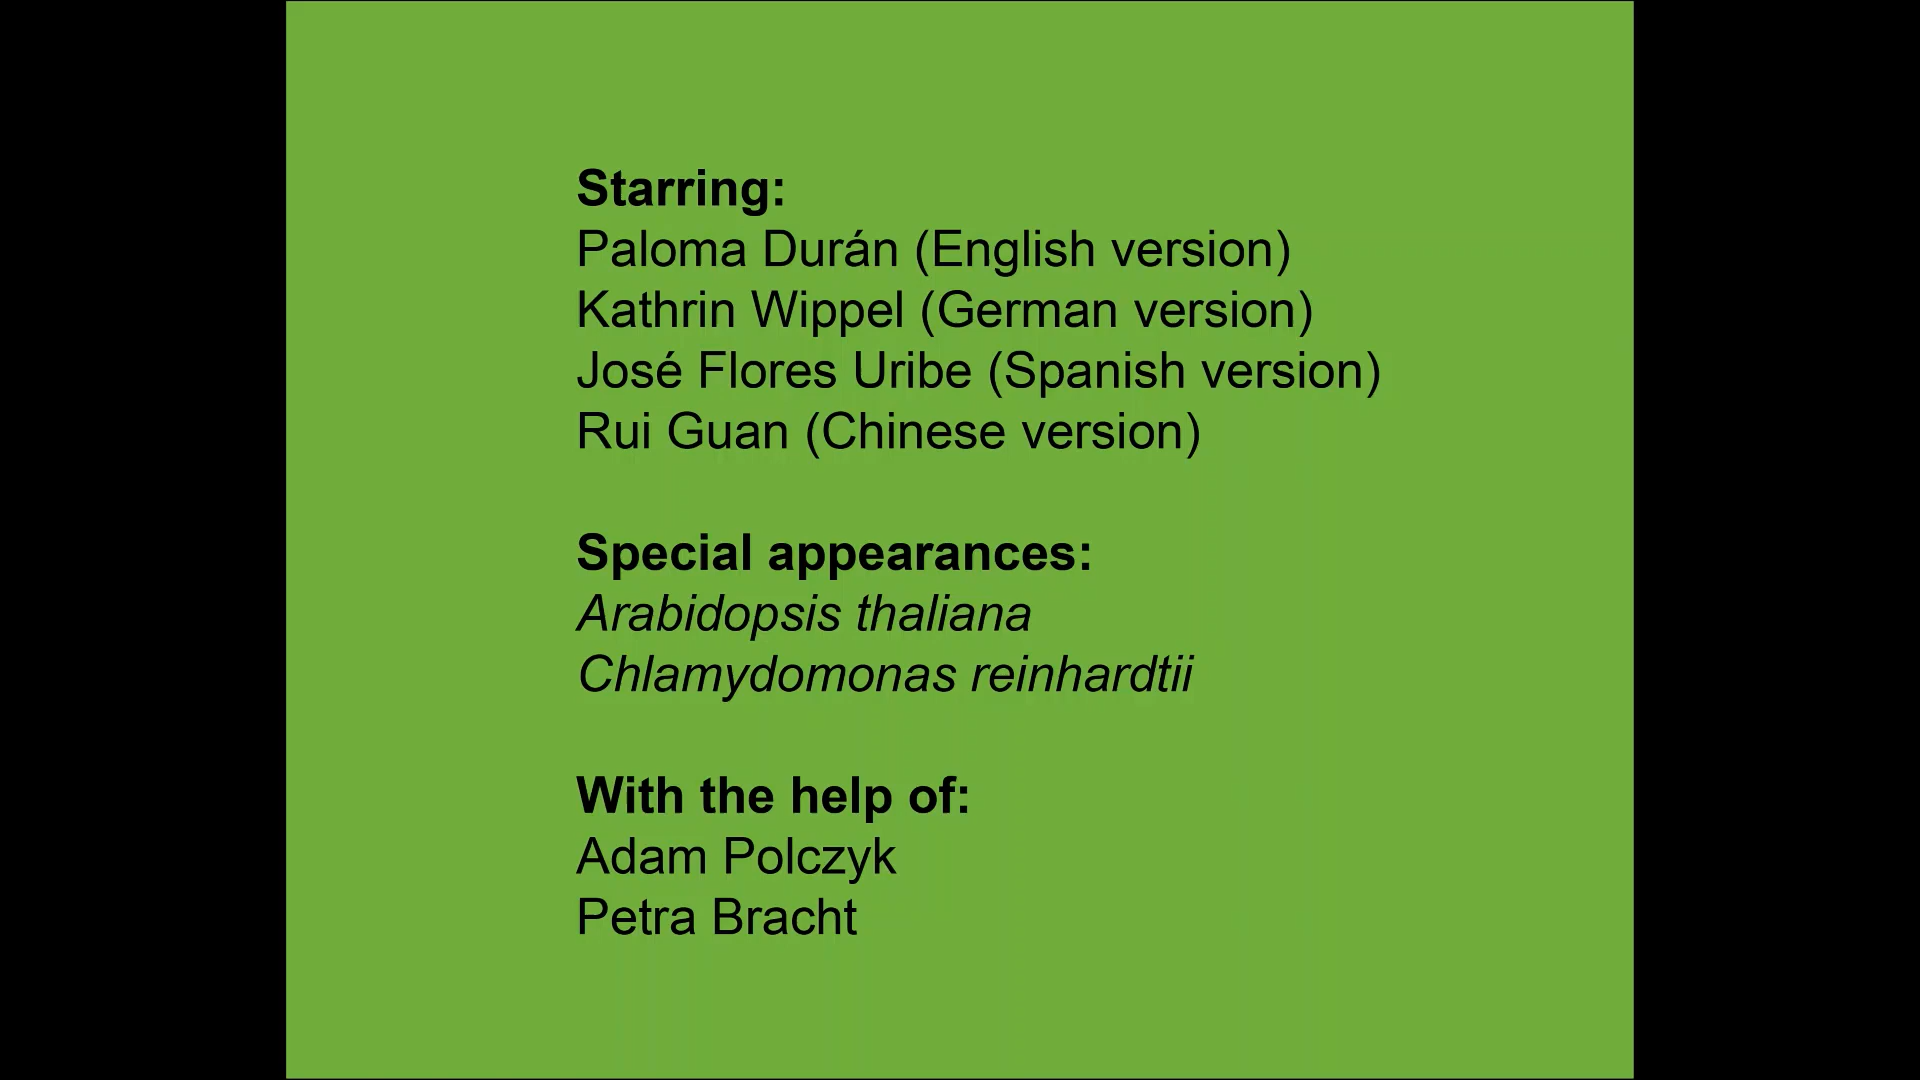 Starring:
Paloma Durán (English version)
Kathrin Wippel (German version)
José Flores Uribe (Spanish version)
Rui Guan (Chinese version)
Special appearances:
Arabidopsis thaliana
Chlamydomonas reinhardtii
With the help of:
Adam Polczyk
Petra Bracht